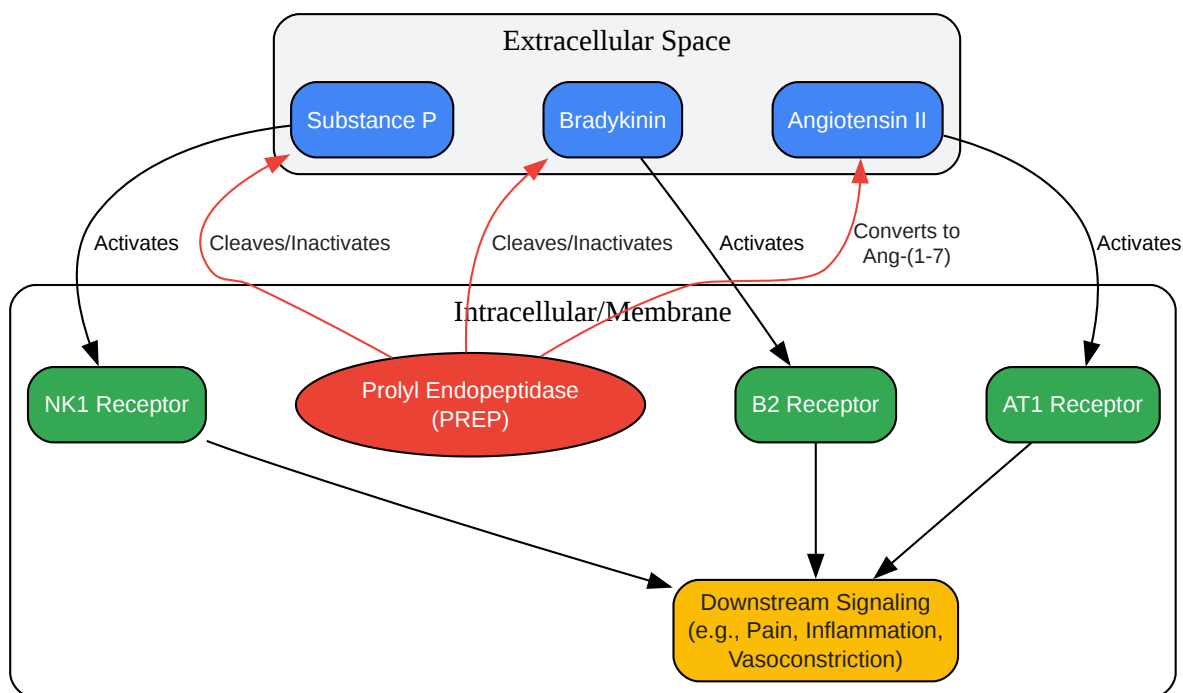 Extracellular Space
Substance P
Bradykinin
Angiotensin II
Activates
Cleaves/Inactivates
Cleaves/Inactivates
Activates
Converts to
Ang-(1-7)
Activates
Intracellular/Membrane
NK1 Receptor
Prolyl Endopeptidase
(PREP)
B2 Receptor
AT1 Receptor
Downstream Signaling
(e.g., Pain, Inflammation,
Vasoconstriction)